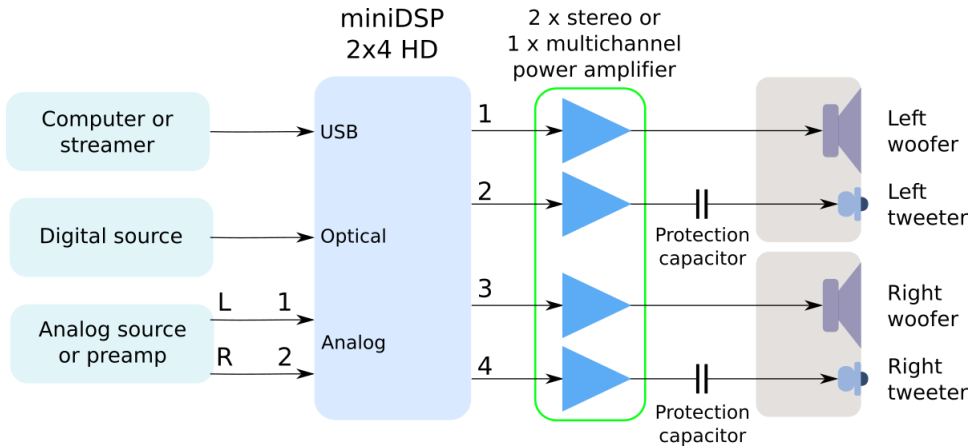 miniDSP
2x4 HD
2 x stereo or
1 x multichannel
power amplifier
Computer or
streamer
USB
1
Left
woofer
2
Left
tweeter
Digital source
Optical
Protection
capacitor
3
Right
woofer
L 1
Analog source
or preamp
Analog
R 2
4
Right
tweeter
Protection
capacitor